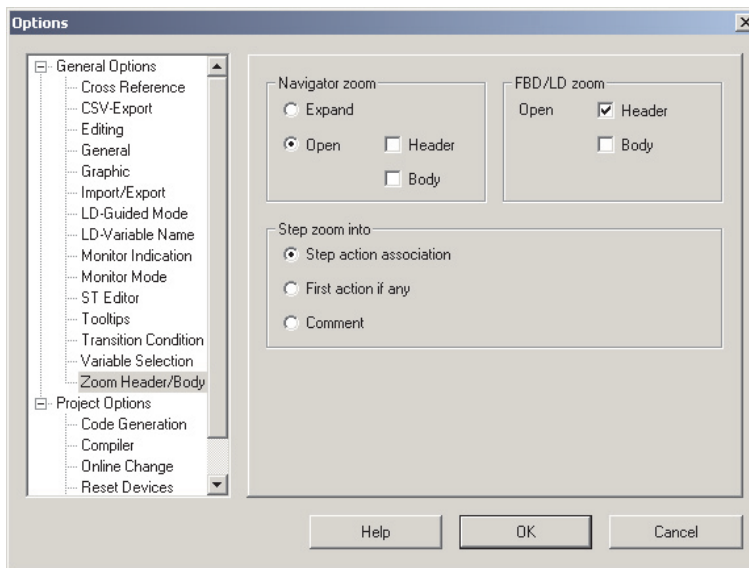 Options
General Options
Cross Reference
CSV-Export
Editing
General
Graphic
Import/Export
LD-Guided Mode
LD-Variable Name
Monitor Indication
Monitor Mode
ST Editor
Tooltips
Transition Condition
Variable Selection
Zoom Header/Body
Project Options
Code Generation
Compiler
Online Change
Reset Devices
Navigator zoom
Expand
Open Header
Body
FBD/LD zoom
Open Header
Body
Step zoom into
Step action association
First action if any
Comment
Help OK Cancel